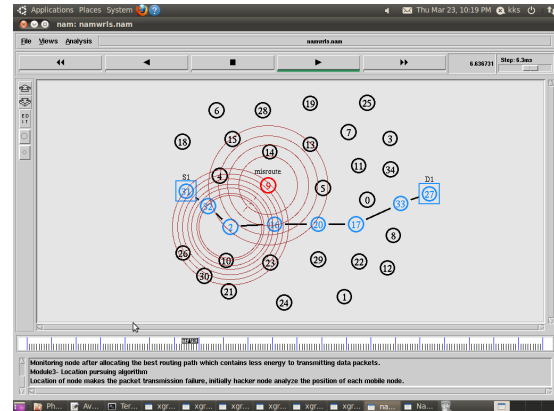 Applications Places System
Thu Mar 23, 10:19 PM kks
nam: namwrls.nam
File Views Analysis
namwrls.nam
6.636731 Step: 6.3ms
ED
IT
6
28
19
25
18
15
13
7
3
14
misroute
11
34
S1
4
9
5
D1
31
32
0
33
27
2
16
20
17
8
26
10
23
29
22
12
30
21
24
1
Monitoring node after allocating the best routing path which contains less energy to transmitting data packets.
Module3- Location pursuing algorithm
Location of node makes the packet transmission failure, initially hacker node analyze the position of each mobile node.
Ph... Av... Ter... xgr... xgr... xgr... xgr... xgr... xgr... na... Na...